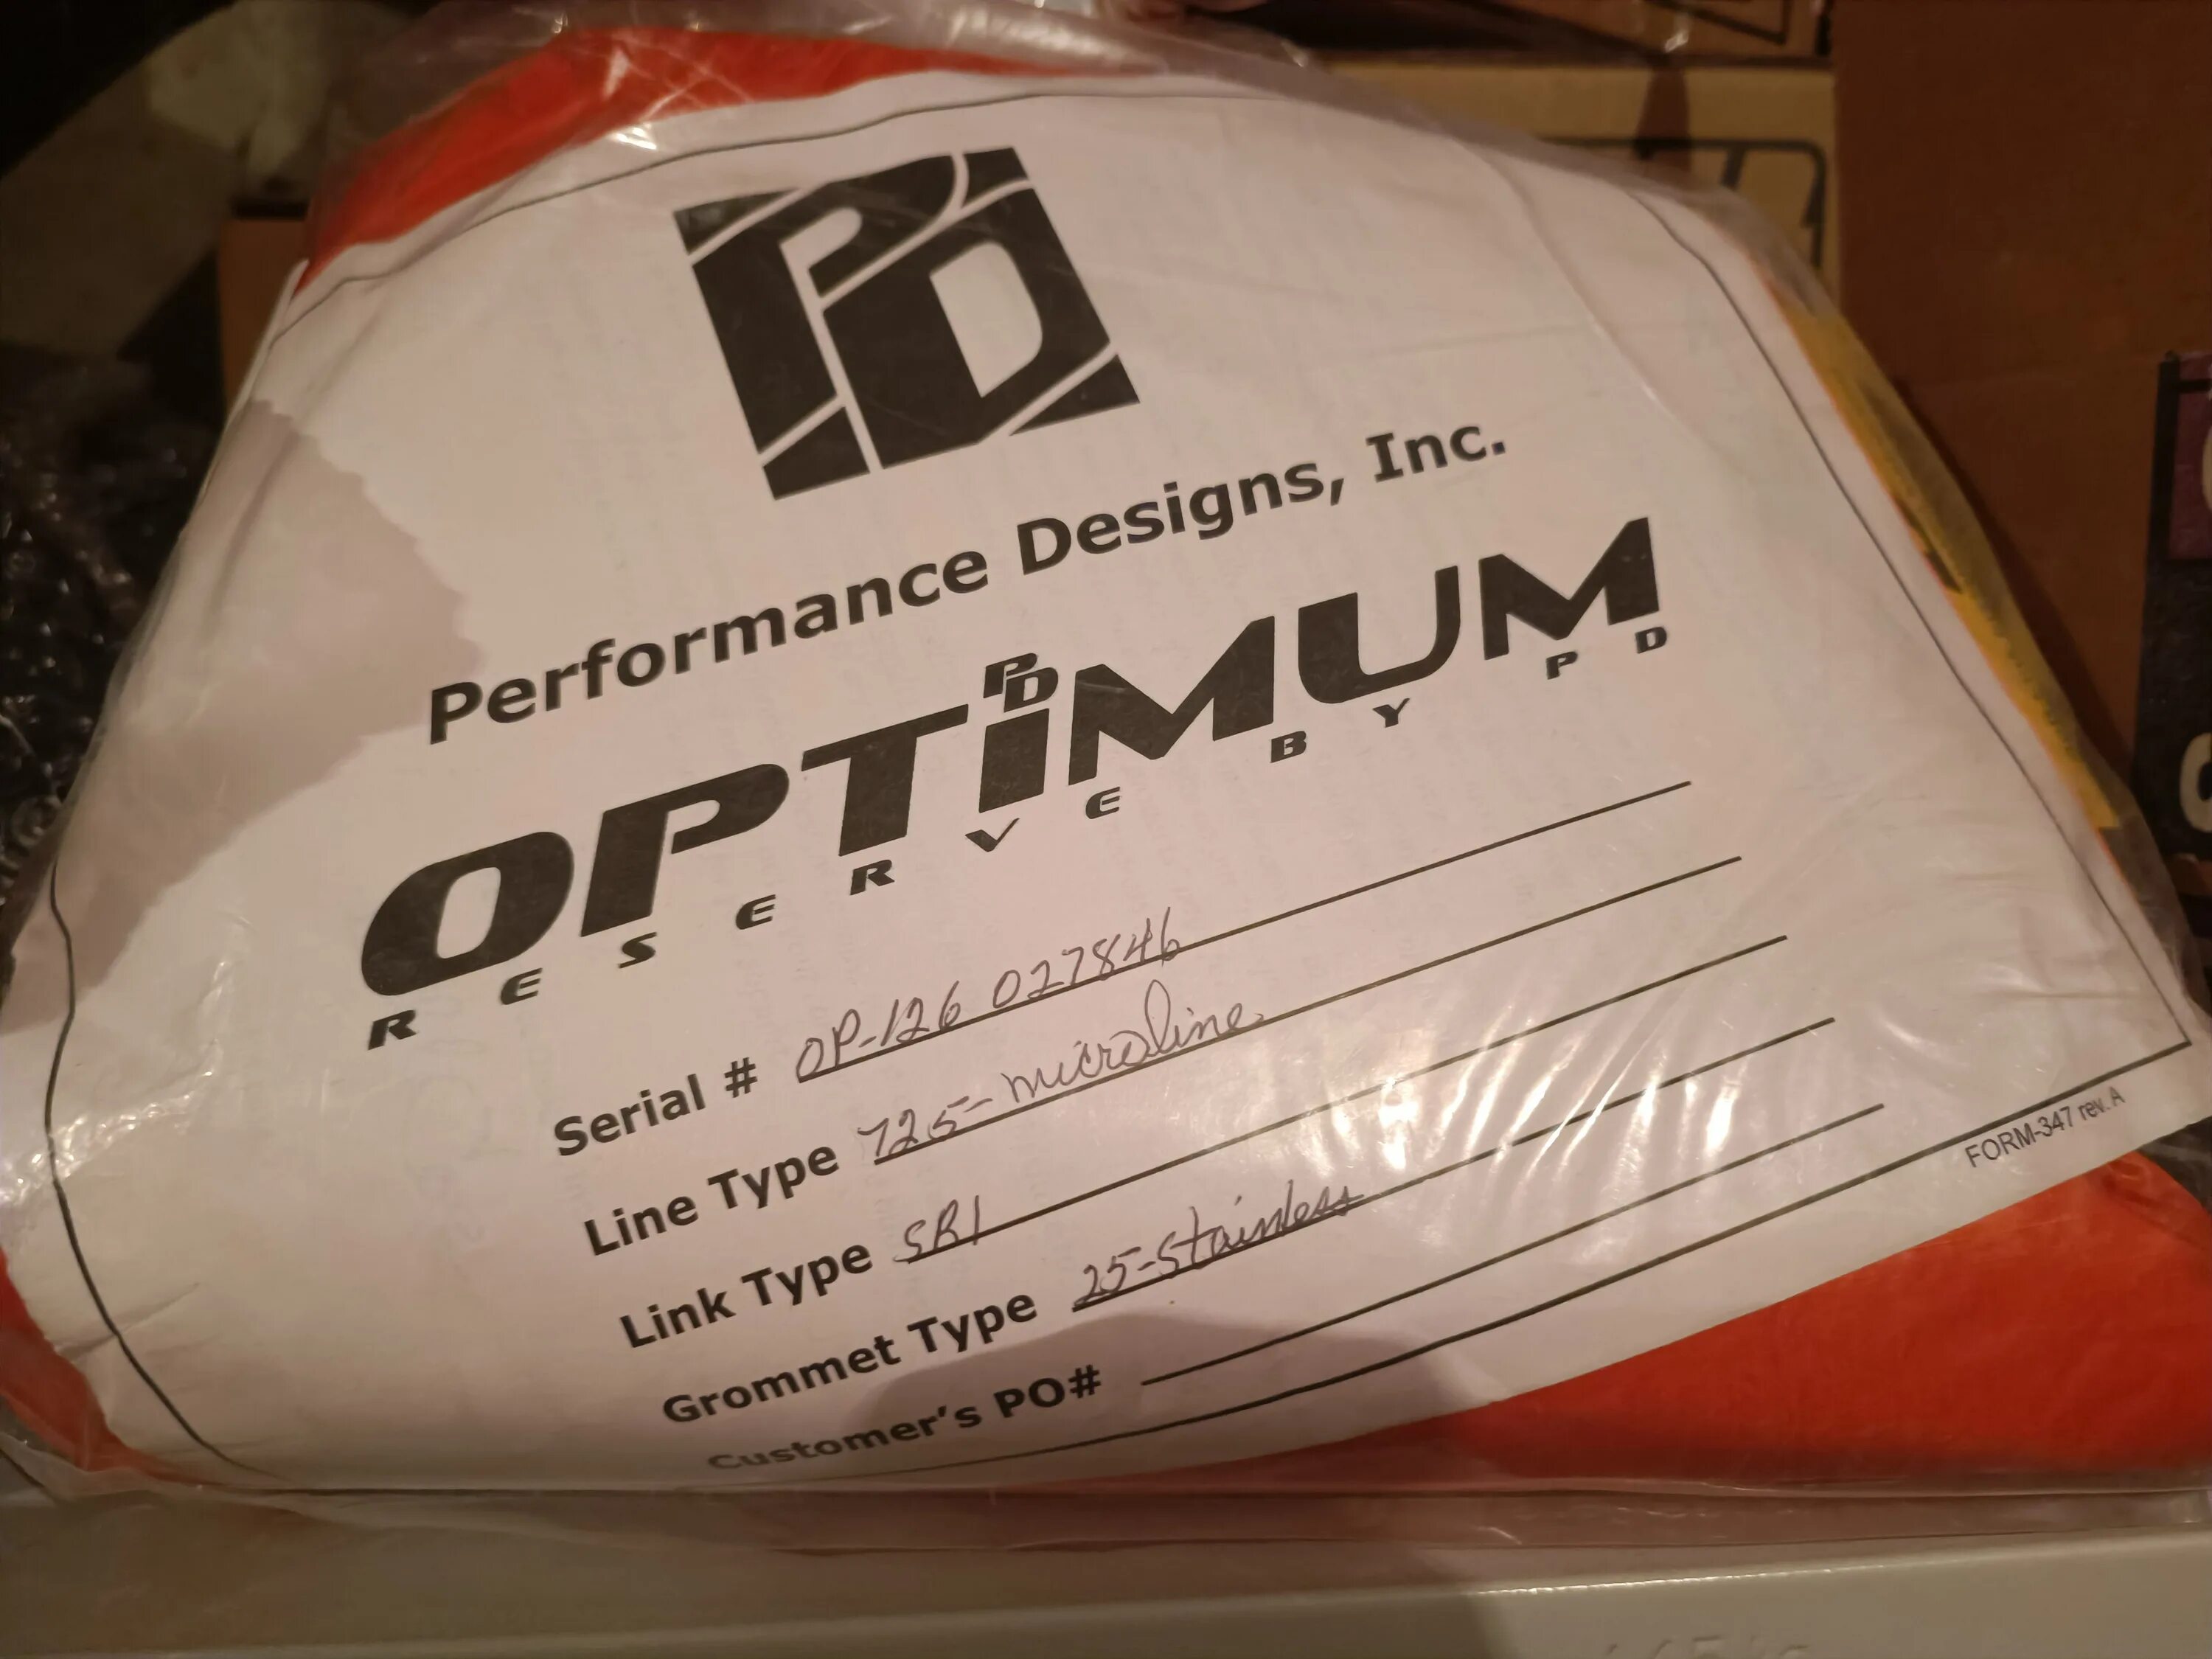 PD
Performance Designs, Inc.
OPTIMUM
PD
RESERVE BY PD
Serial # OP-126 027846
Line Type 725-microline
Link Type SR1
Grommet Type 25-Stainless
Customer's PO#
FORM-347 rev. A